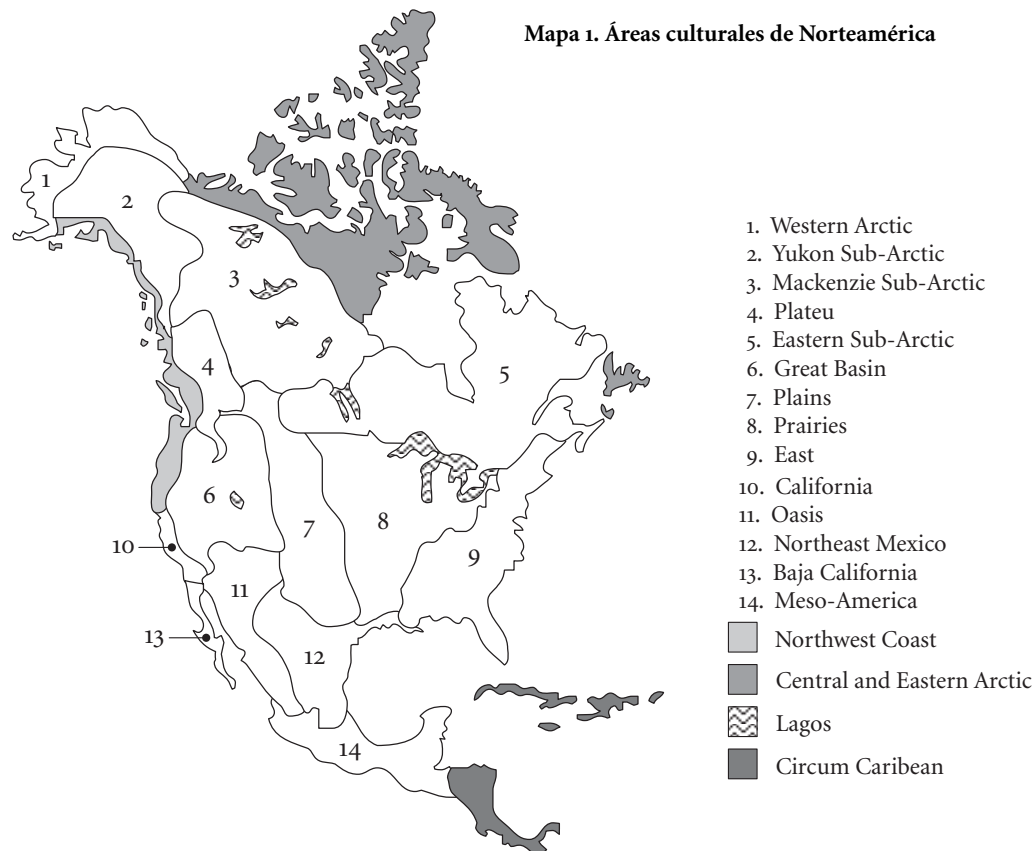 Mapa 1. Áreas culturales de Norteamérica
1
2
3
4
5
6
7
8
9
10
11
12
13
14
1. Western Arctic
2. Yukon Sub-Arctic
3. Mackenzie Sub-Arctic
4. Plateu
5. Eastern Sub-Arctic
6. Great Basin
7. Plains
8. Prairies
9. East
10. California
11. Oasis
12. Northeast Mexico
13. Baja California
14. Meso-America
Northwest Coast
Central and Eastern Arctic
Lagos
Circum Caribean